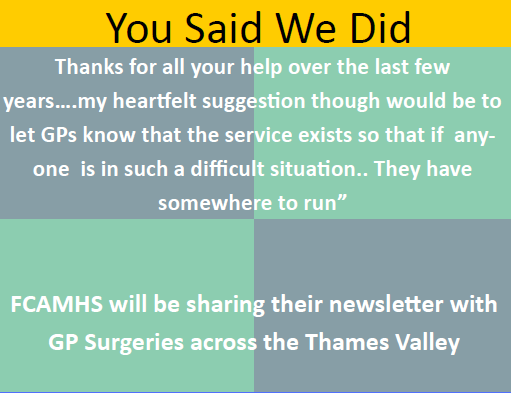 You Said We Did
Thanks for all your help over the last few
years....my heartfelt suggestion though would be to
let GPs know that the service exists so that if  any-
one  is in such a difficult situation.. They have
somewhere to run”
FCAMHS will be sharing their newsletter with
GP Surgeries across the Thames Valley